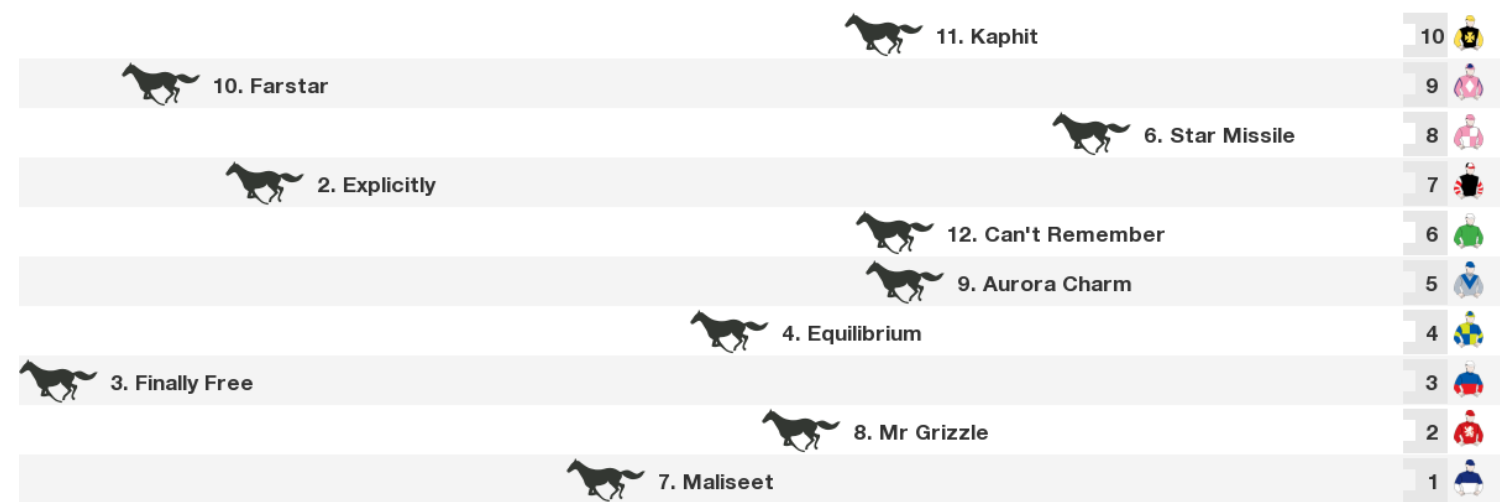 11. Kaphit 10
10. Farstar 9
6. Star Missile 8
2. Explicitly 7
12. Can't Remember 6
9. Aurora Charm 5
4. Equilibrium 4
3. Finally Free 3
8. Mr Grizzle 2
7. Maliseet 1